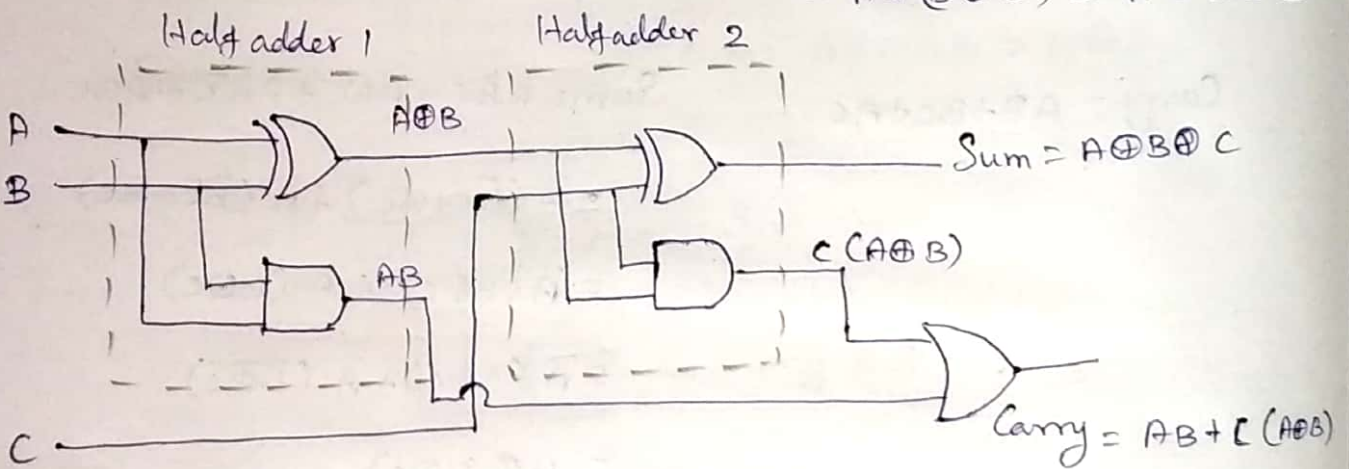 Half adder 1
Half adder 2
A
B
A⊕B
Sum = A⊕B⊕C
AB
C (A⊕B)
C
Carry = AB + C (A⊕B)